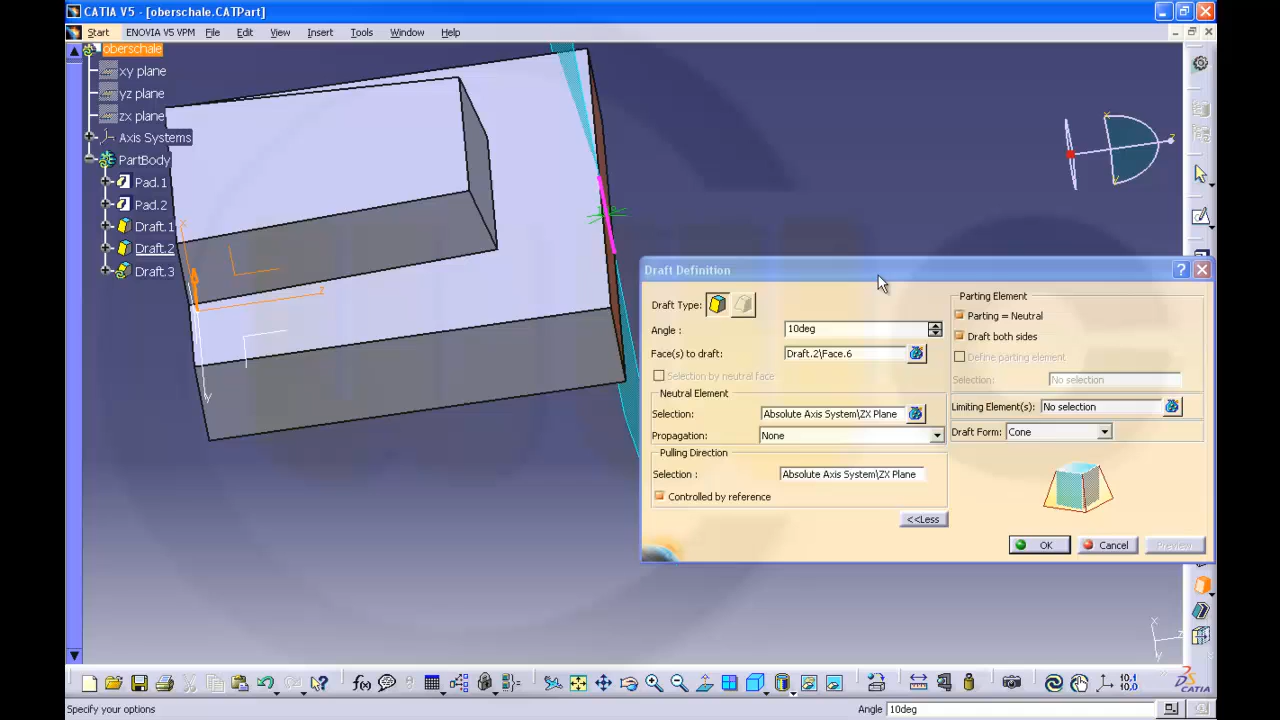 CATIA V5 - [oberschale.CATPart]
Start ENOVIA V5 VPM File Edit View Insert Tools Window Help
oberschale
xy plane
yz plane
zx plane
Axis Systems
PartBody
Pad.1
Pad.2
Draft.1
Draft.2
Draft.3
x
z
y
x
z
y
Draft Definition
Draft Type:
Angle : 10deg
Face(s) to draft: Draft.2\Face.6
Selection by neutral face
Neutral Element
Selection: Absolute Axis System\ZX Plane
Propagation: None
Pulling Direction
Selection : Absolute Axis System\ZX Plane
Controlled by reference
<<Less
Parting Element
Parting = Neutral
Draft both sides
Define parting element
Selection: No selection
Limiting Element(s): No selection
Draft Form: Cone
OK Cancel Preview
x
z
y
f(x)
10.1
10.0
CATIA
Specify your options
Angle 10deg